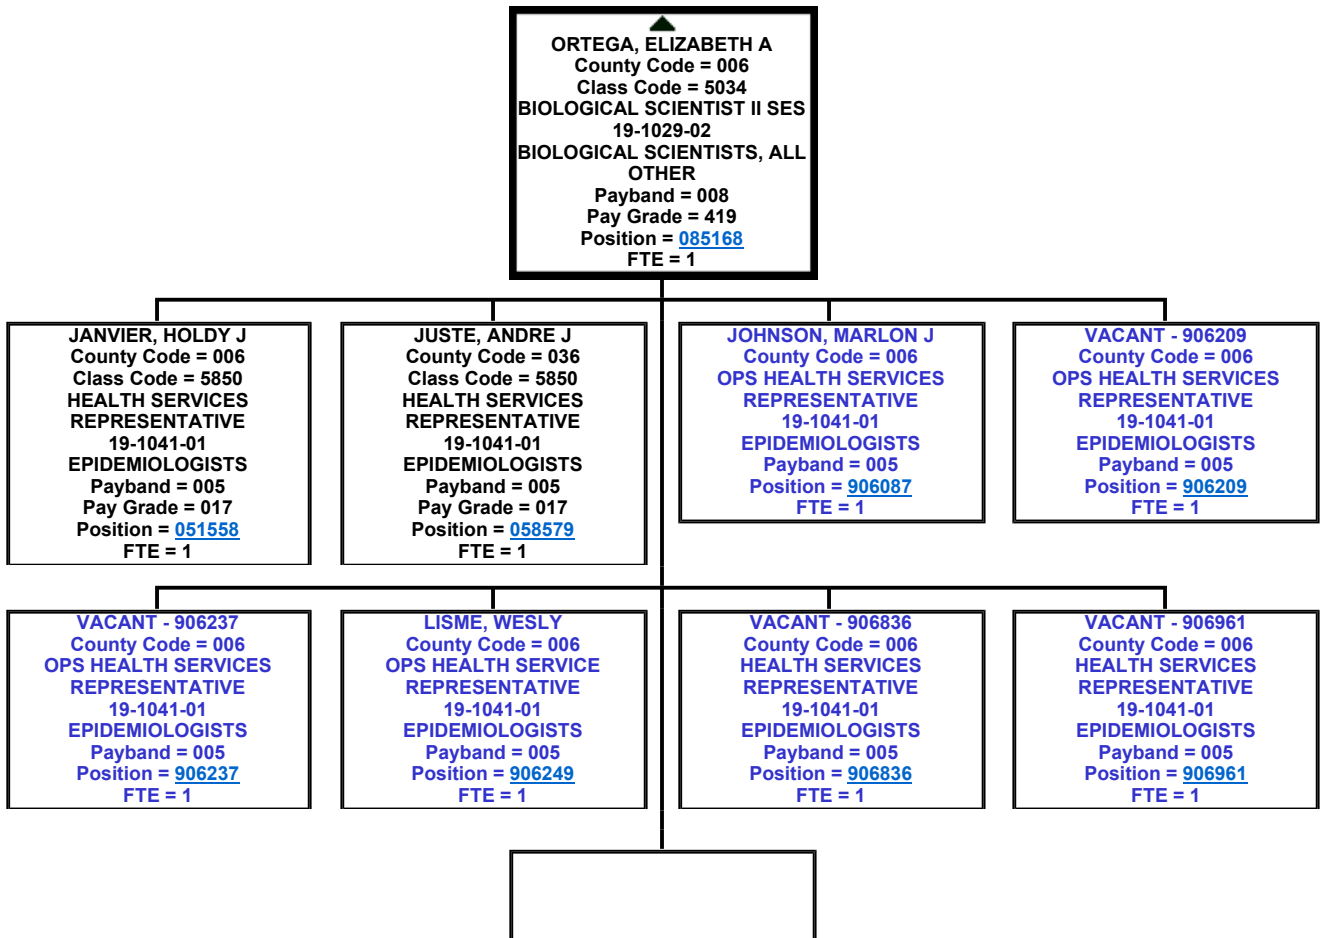 ORTEGA, ELIZABETH A
County Code = 006
Class Code = 5034
BIOLOGICAL SCIENTIST II SES
19-1029-02
BIOLOGICAL SCIENTISTS, ALL
OTHER
Payband = 008
Pay Grade = 419
Position = 085168
FTE = 1
JANVIER, HOLDY J
County Code = 006
Class Code = 5850
HEALTH SERVICES
REPRESENTATIVE
19-1041-01
EPIDEMIOLOGISTS
Payband = 005
Pay Grade = 017
Position = 051558
FTE = 1
JUSTE, ANDRE J
County Code = 036
Class Code = 5850
HEALTH SERVICES
REPRESENTATIVE
19-1041-01
EPIDEMIOLOGISTS
Payband = 005
Pay Grade = 017
Position = 058579
FTE = 1
JOHNSON, MARLON J
County Code = 006
OPS HEALTH SERVICES
REPRESENTATIVE
19-1041-01
EPIDEMIOLOGISTS
Payband = 005
Position = 906087
FTE = 1
VACANT - 906209
County Code = 006
OPS HEALTH SERVICES
REPRESENTATIVE
19-1041-01
EPIDEMIOLOGISTS
Payband = 005
Position = 906209
FTE = 1
VACANT - 906237
County Code = 006
OPS HEALTH SERVICES
REPRESENTATIVE
19-1041-01
EPIDEMIOLOGISTS
Payband = 005
Position = 906237
FTE = 1
LISME, WESLY
County Code = 006
OPS HEALTH SERVICE
REPRESENTATIVE
19-1041-01
EPIDEMIOLOGISTS
Payband = 005
Position = 906249
FTE = 1
VACANT - 906836
County Code = 006
HEALTH SERVICES
REPRESENTATIVE
19-1041-01
EPIDEMIOLOGISTS
Payband = 005
Position = 906836
FTE = 1
VACANT - 906961
County Code = 006
HEALTH SERVICES
REPRESENTATIVE
19-1041-01
EPIDEMIOLOGISTS
Payband = 005
Position = 906961
FTE = 1